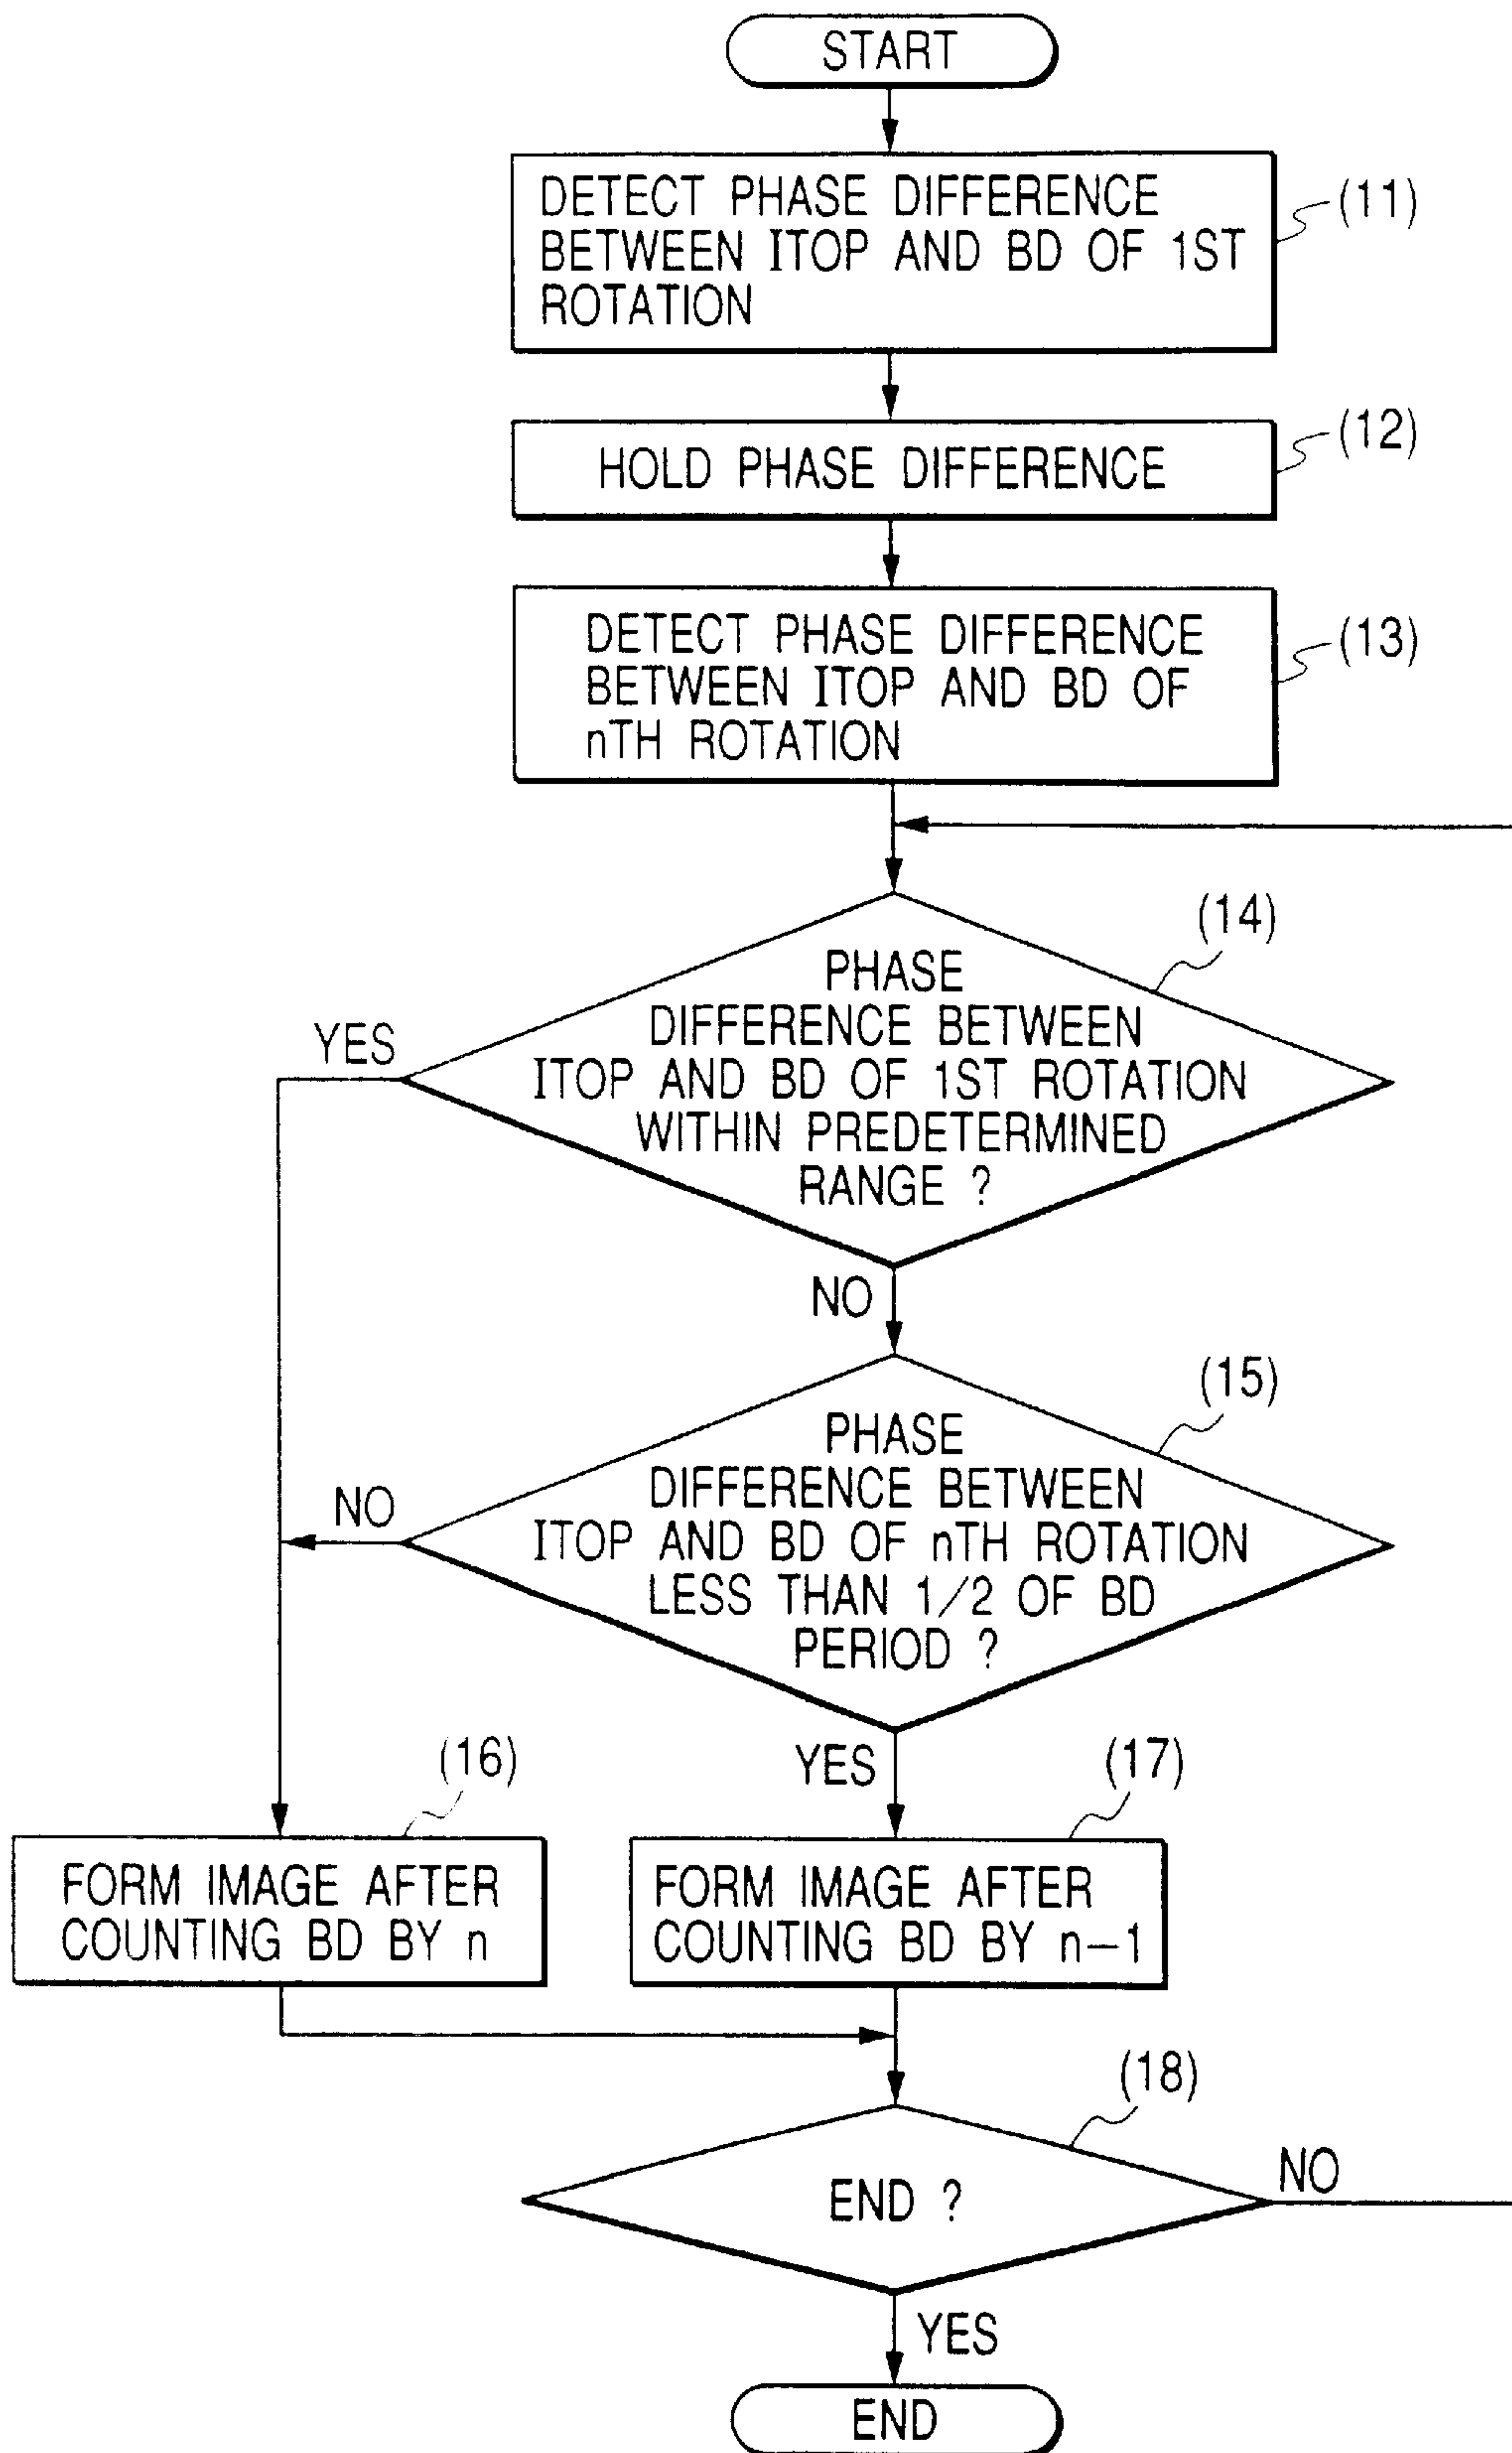 START
DETECT PHASE DIFFERENCE
BETWEEN ITOP AND BD OF 1ST
ROTATION
(11)
HOLD PHASE DIFFERENCE
(12)
DETECT PHASE DIFFERENCE
BETWEEN ITOP AND BD OF
nTH ROTATION
(13)
(14)
PHASE
DIFFERENCE BETWEEN
ITOP AND BD OF 1ST ROTATION
WITHIN PREDETERMINED
RANGE ?
YES
NO
(15)
PHASE
DIFFERENCE BETWEEN
ITOP AND BD OF nTH ROTATION
LESS THAN 1/2 OF BD
PERIOD ?
NO
YES
(16)
FORM IMAGE AFTER
COUNTING BD BY n
(17)
FORM IMAGE AFTER
COUNTING BD BY n-1
(18)
END ?
NO
YES
END